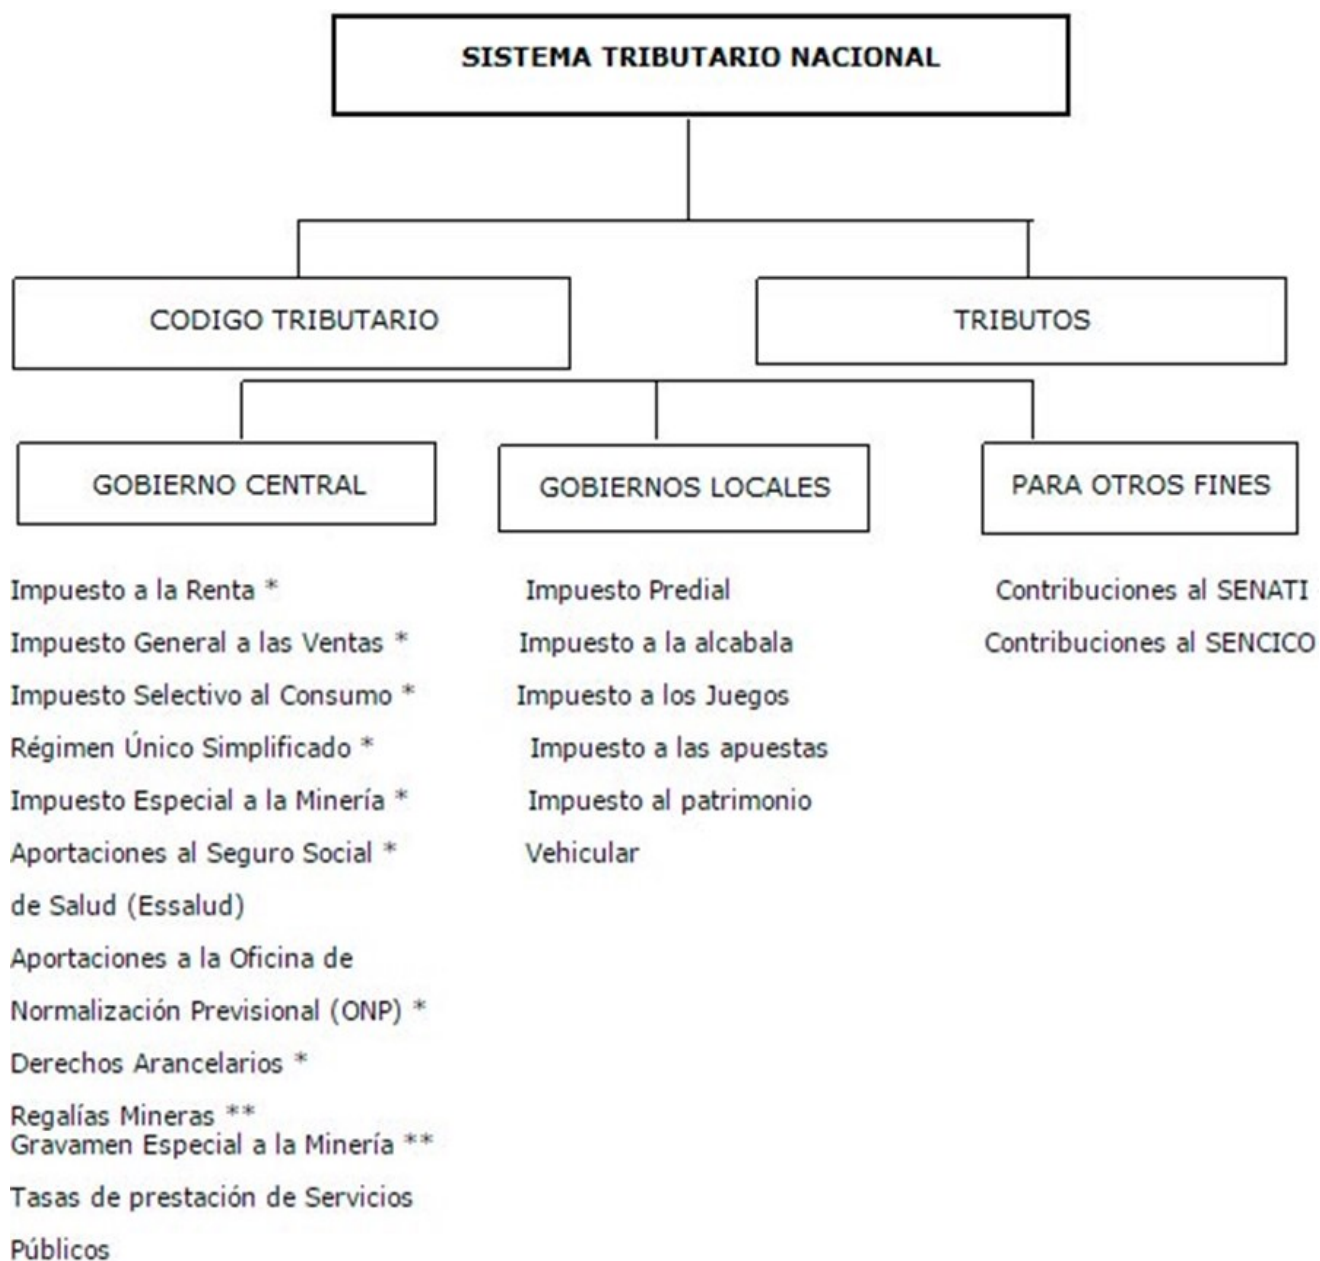 SISTEMA TRIBUTARIO NACIONAL
CODIGO TRIBUTARIO
TRIBUTOS
GOBIERNO CENTRAL
GOBIERNOS LOCALES
PARA OTROS FINES
Impuesto a la Renta *
Impuesto General a las Ventas *
Impuesto Selectivo al Consumo *
Régimen Único Simplificado *
Impuesto Especial a la Minería *
Aportaciones al Seguro Social *
de Salud (Essalud)
Aportaciones a la Oficina de
Normalización Previsional (ONP) *
Derechos Arancelarios *
Regalías Mineras **
Gravamen Especial a la Minería **
Tasas de prestación de Servicios
Públicos
Impuesto Predial
Impuesto a la alcabala
Impuesto a los Juegos
Impuesto a las apuestas
Impuesto al patrimonio
Vehicular
Contribuciones al SENATI
Contribuciones al SENCICO